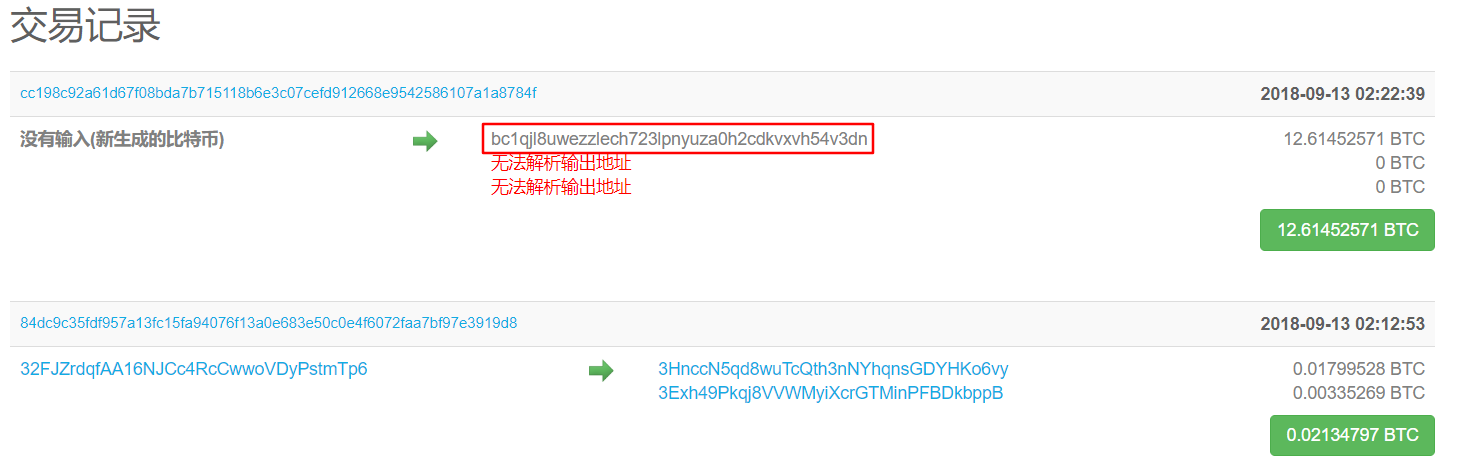 交易记录
cc198c92a61d67f08bda7b715118b6e3c07cefd912668e9542586107a1a8784f 2018-09-13 02:22:39
没有输入(新生成的比特币) bc1qjl8uwezzlech723lpnyuza0h2cdkvxvh54v3dn 12.61452571 BTC
无法解析输出地址 0 BTC
无法解析输出地址 0 BTC
12.61452571 BTC
84dc9c35fdf957a13fc15fa94076f13a0e683e50c0e4f6072faa7bf97e3919d8 2018-09-13 02:12:53
32FJZrdqfAA16NJCc4RcCwwoVDyPstmTp6 3HnccN5qd8wuTcQth3nNYhqnsGDYHKo6vy 0.01799528 BTC
3Exh49Pkqj8VVWMyiXcrGTMinPFBDkbppB 0.00335269 BTC
0.02134797 BTC